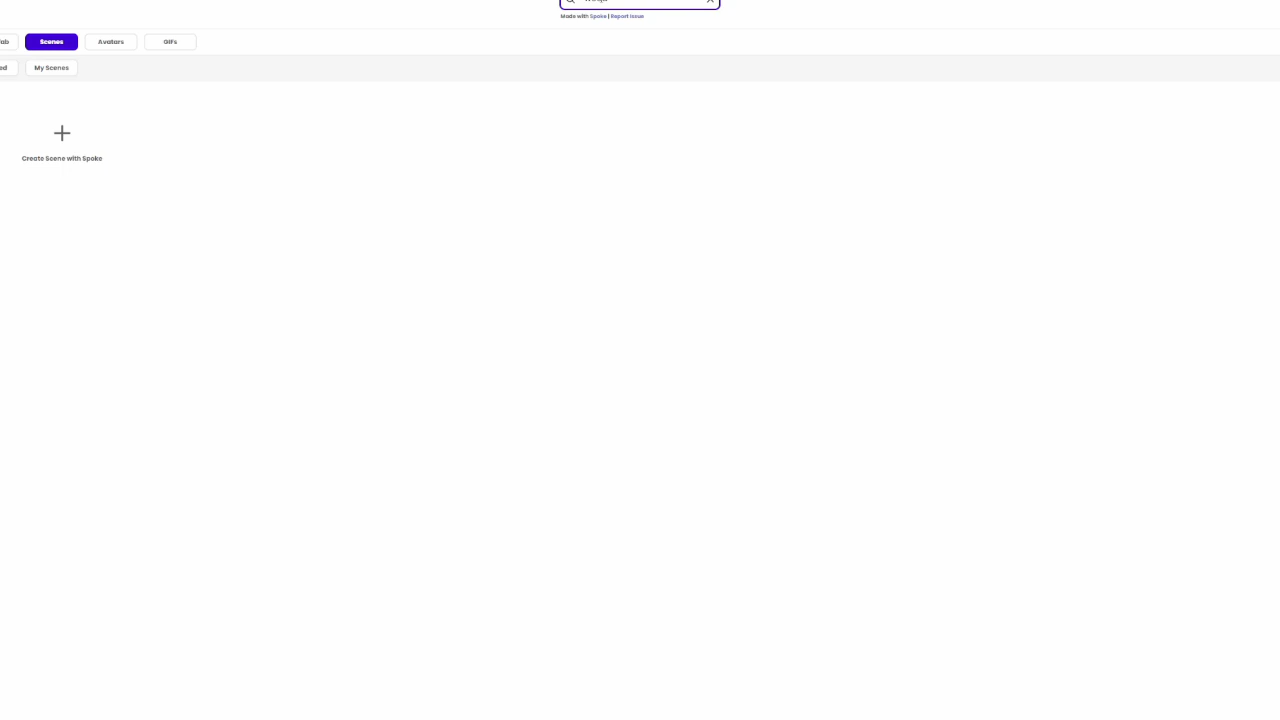 Made with Spoke | Report Issue
Scenes
Avatars
GIFs
My Scenes
Create Scene with Spoke